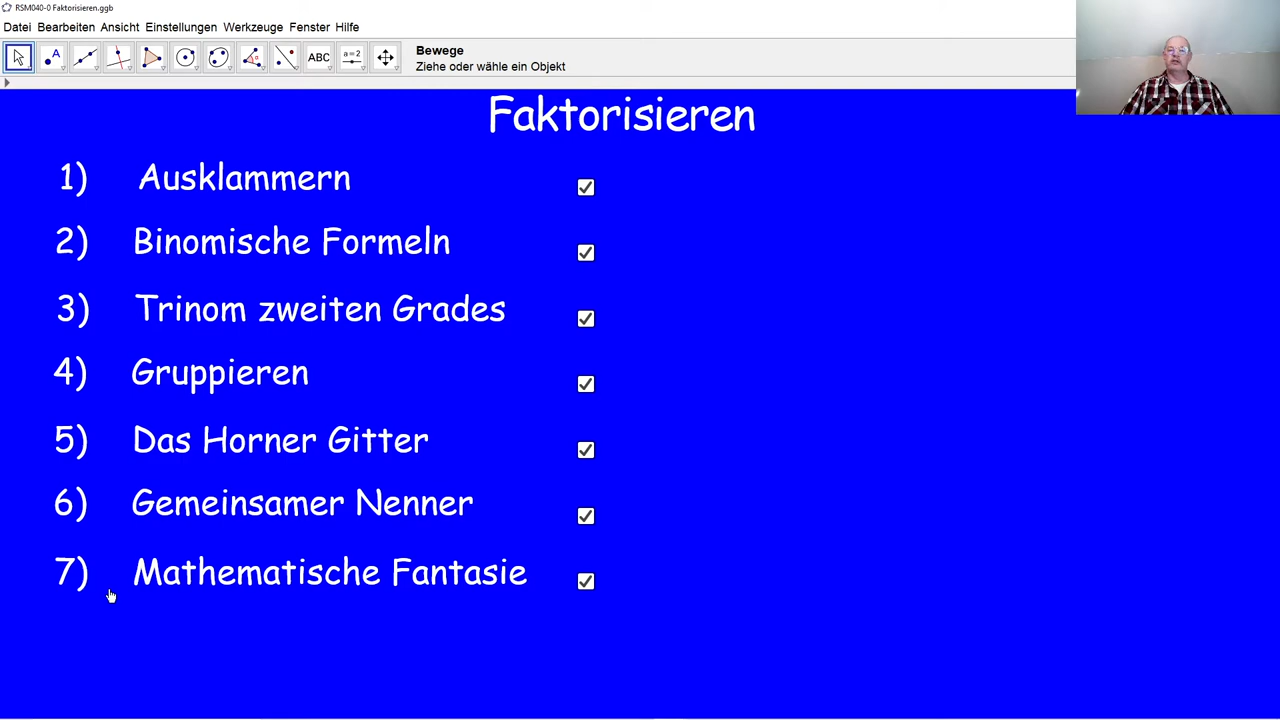 RSM040-0 Faktorisieren.ggb
Datei Bearbeiten Ansicht Einstellungen Werkzeuge Fenster Hilfe
A
ABC
a=2
Bewege
Ziehe oder wähle ein Objekt
Faktorisieren
1) Ausklammern
2) Binomische Formeln
3) Trinom zweiten Grades
4) Gruppieren
5) Das Horner Gitter
6) Gemeinsamer Nenner
7) Mathematische Fantasie